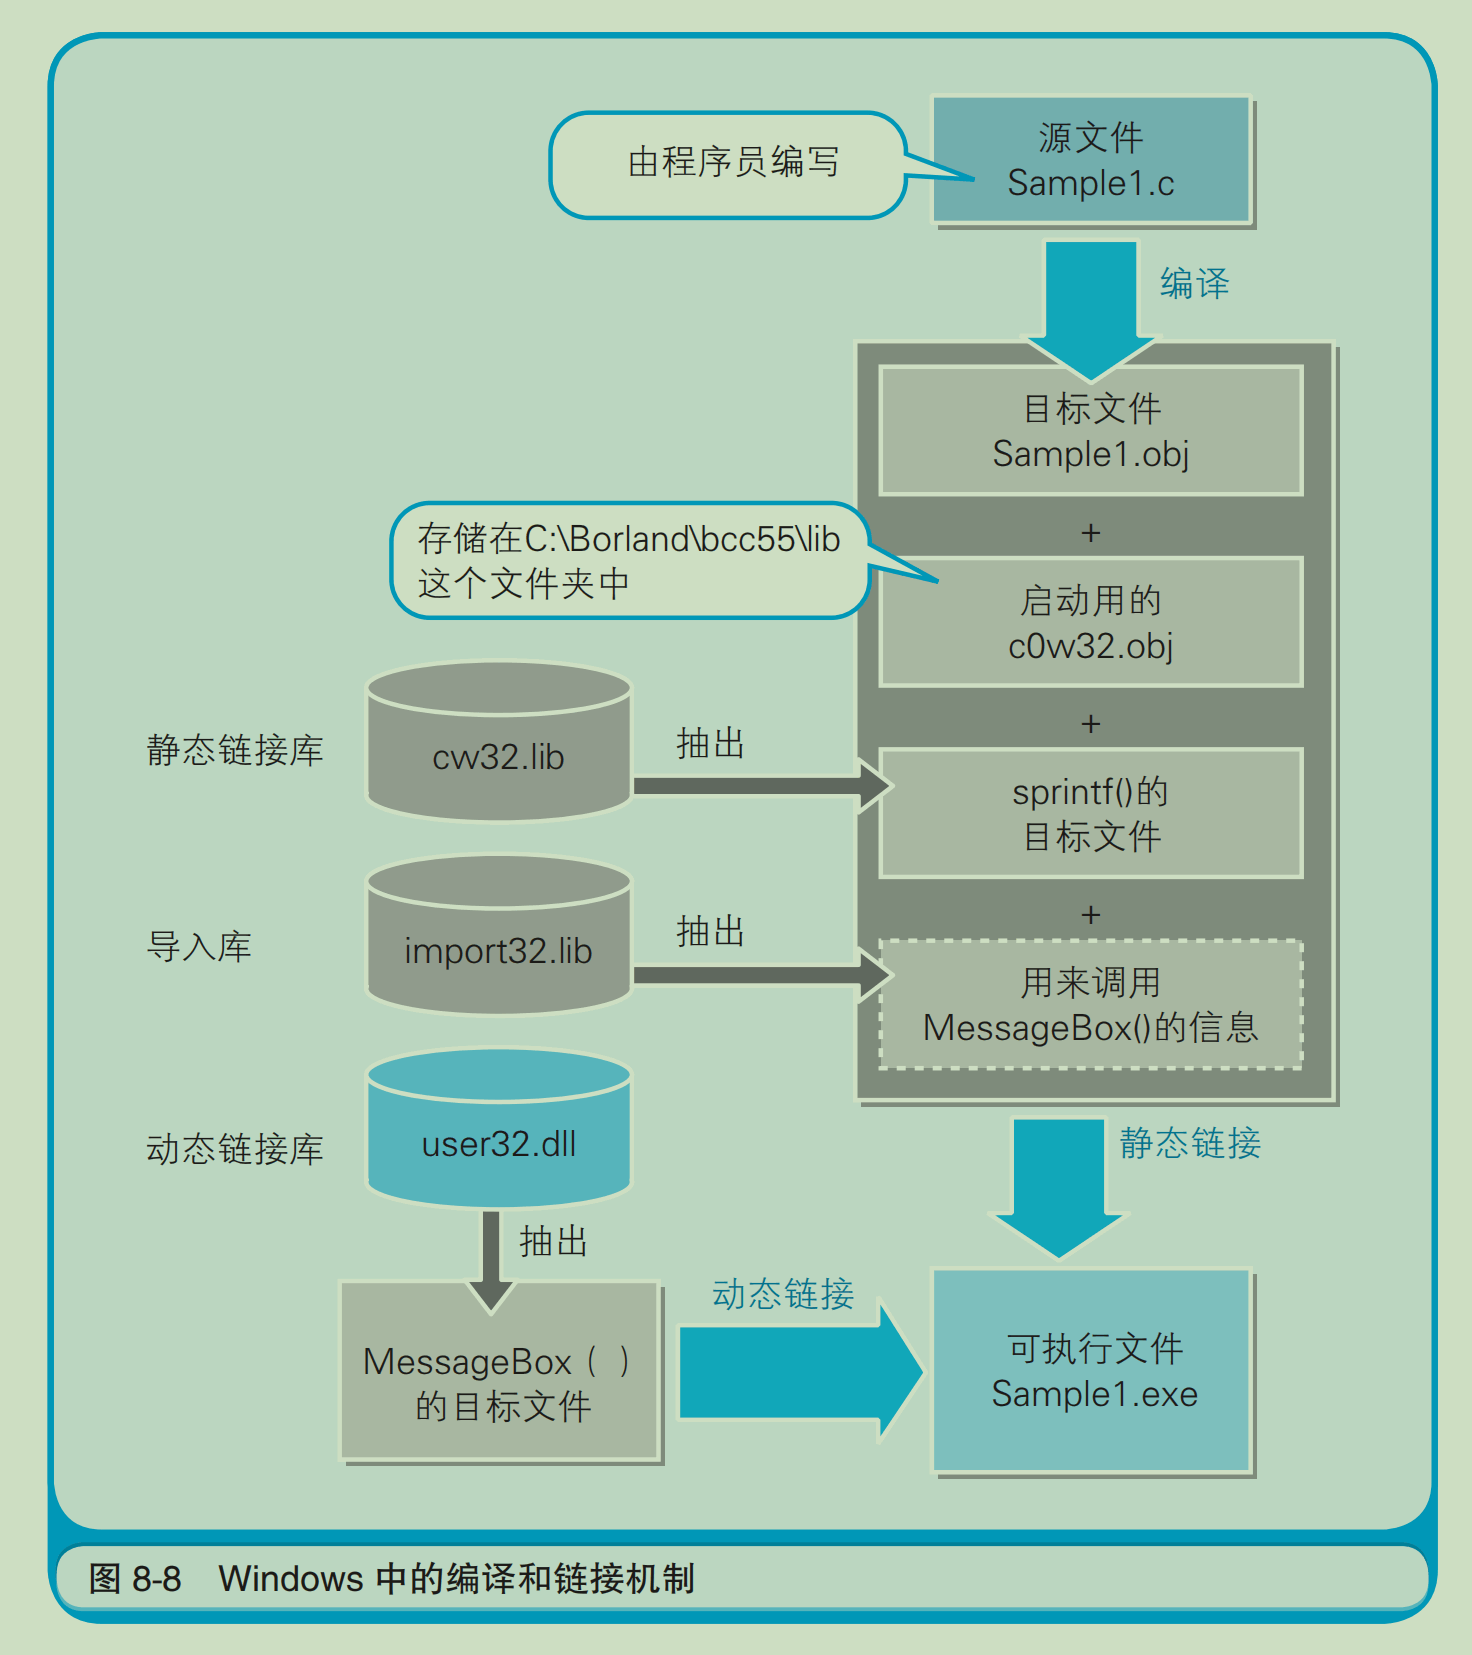 由程序员编写
源文件
Sample1.c
编译
目标文件
Sample1.obj
+
存储在C:\Borland\bcc55\lib
这个文件夹中
启动用的
c0w32.obj
+
静态链接库
cw32.lib
抽出
sprintf()的
目标文件
+
导入库
import32.lib
抽出
用来调用
MessageBox()的信息
动态链接库
user32.dll
静态链接
抽出
动态链接
MessageBox ( )
的目标文件
可执行文件
Sample1.exe
图 8-8 Windows 中的编译和链接机制